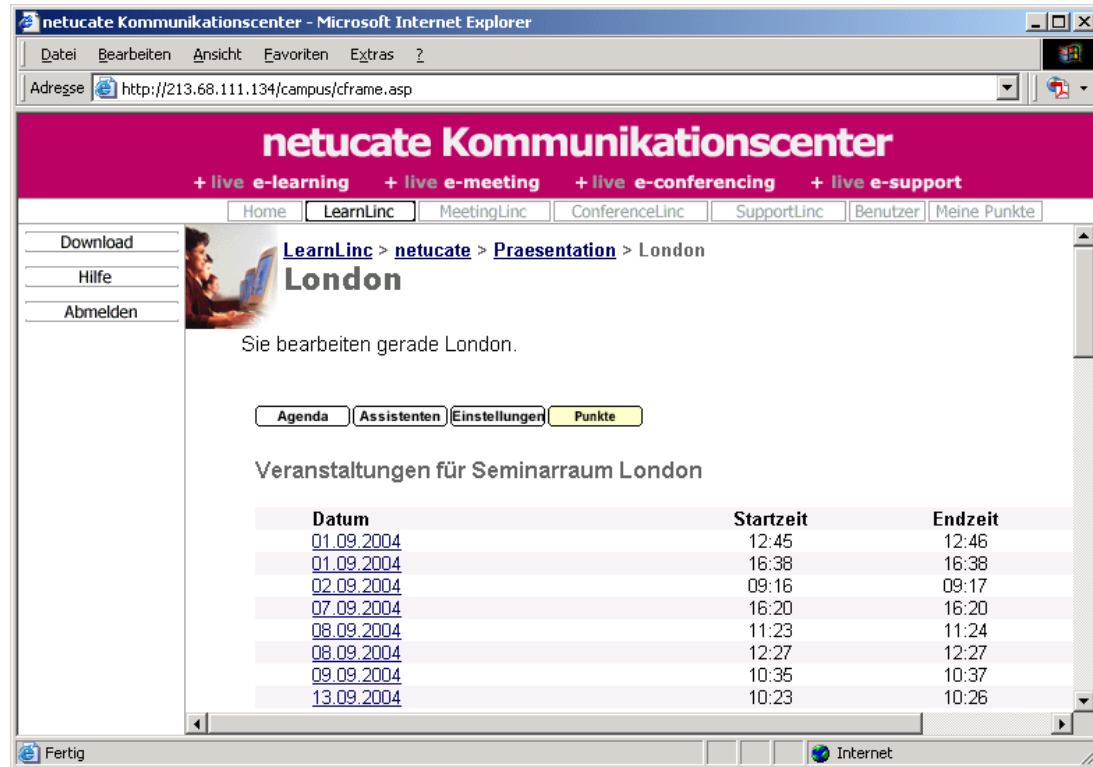 netucate Kommunikationscenter - Microsoft Internet Explorer
Datei Bearbeiten Ansicht Favoriten Extras ?
Adresse http://213.68.111.134/campus/cframe.asp
netucate Kommunikationscenter
+ live e-learning + live e-meeting + live e-conferencing + live e-support
Home LearnLinc MeetingLinc ConferenceLinc SupportLinc Benutzer Meine Punkte
Download
Hilfe
Abmelden
LearnLinc > netucate > Praesentation > London
London
Sie bearbeiten gerade London.
Agenda Assistenten Einstellungen Punkte
Veranstaltungen für Seminarraum London
Datum Startzeit Endzeit
01.09.2004 12:45 12:46
01.09.2004 16:38 16:38
02.09.2004 09:16 09:17
07.09.2004 16:20 16:20
08.09.2004 11:23 11:24
08.09.2004 12:27 12:27
09.09.2004 10:35 10:37
13.09.2004 10:23 10:26
Fertig Internet